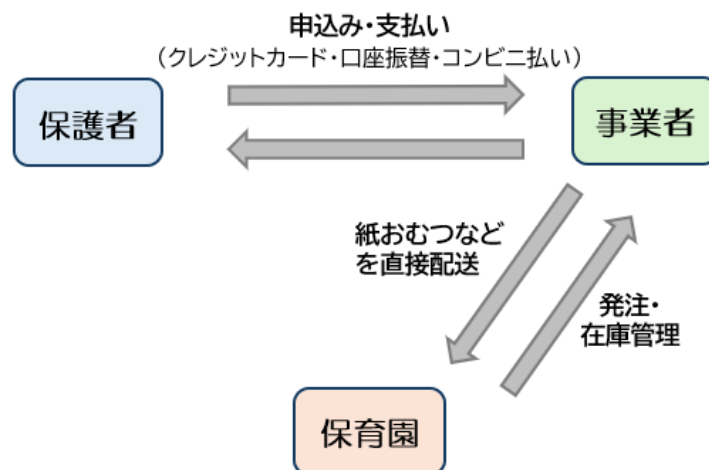 申込み・支払い
（クレジットカード・口座振替・コンビニ払い）
保護者
事業者
紙おむつなど
を直接配送
発注・
在庫管理
保育園